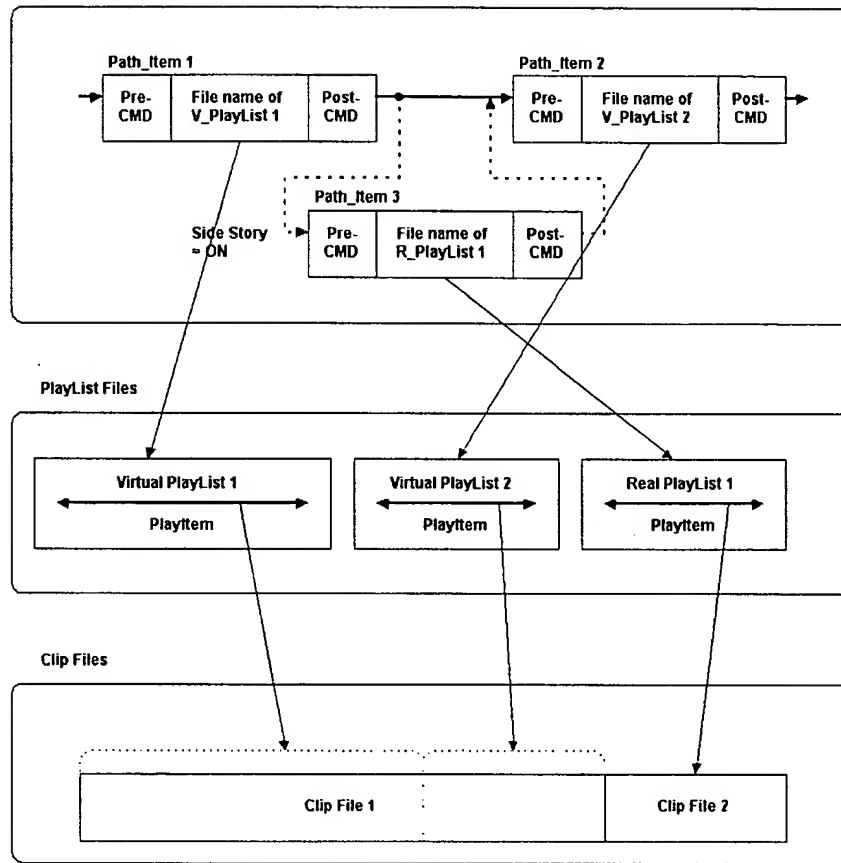 Path_Item 1
Pre-
CMD
File name of
V_PlayList 1
Post-
CMD
Path_Item 2
Pre-
CMD
File name of
V_PlayList 2
Post-
CMD
Side Story
= ON
Path_Item 3
Pre-
CMD
File name of
R_PlayList 1
Post-
CMD
PlayList Files
Virtual PlayList 1
PlayItem
Virtual PlayList 2
PlayItem
Real PlayList 1
PlayItem
Clip Files
Clip File 1
Clip File 2